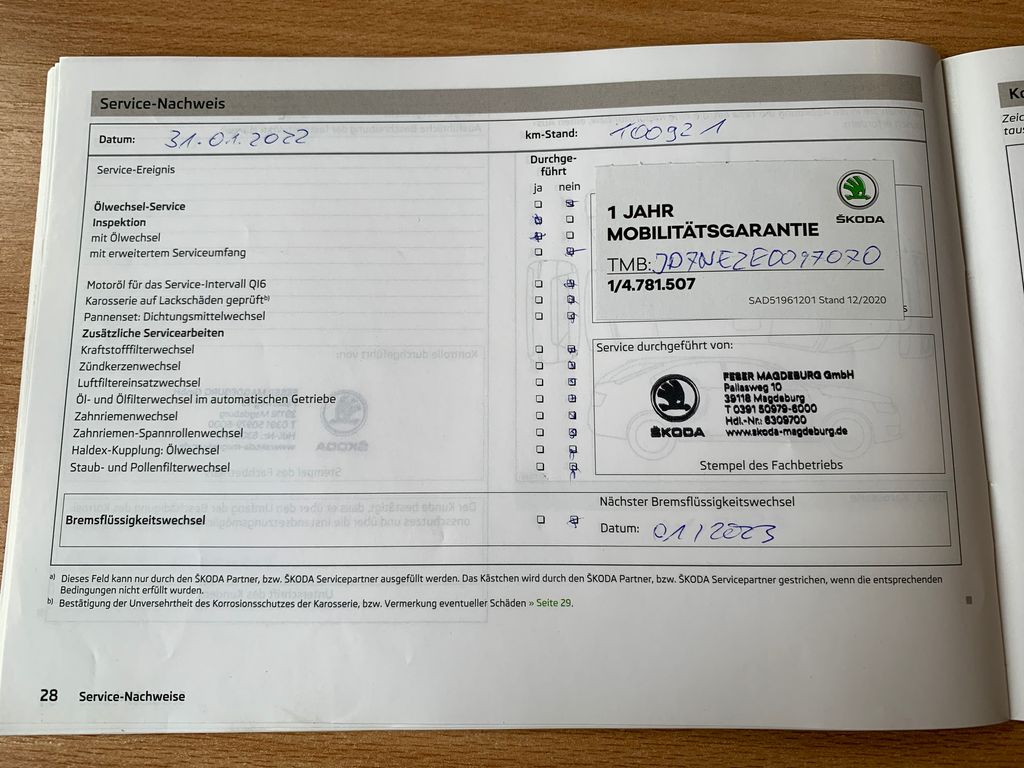 Service-Nachweis
Datum: 31.01.2022 km-Stand: 100921
Service-Ereignis
Durchge-
führt
ja nein
Ölwechsel-Service
Inspektion
mit Ölwechsel
mit erweitertem Serviceumfang
Motoröl für das Service-Intervall QI6
Karosserie auf Lackschäden geprüft b)
Pannenset: Dichtungsmittelwechsel
Zusätzliche Servicearbeiten
Kraftstofffilterwechsel
Zündkerzenwechsel
Luftfiltereinsatzwechsel
Öl- und Ölfilterwechsel im automatischen Getriebe
Zahnriemenwechsel
Zahnriemen-Spannrollenwechsel
Haldex-Kupplung: Ölwechsel
Staub- und Pollenfilterwechsel
ŠKODA
1 JAHR
MOBILITÄTSGARANTIE
TMB: JD7NEZE0097070
1/4.781.507
SAD51961201 Stand 12/2020
Service durchgeführt von:
ŠKODA
FESER MAGDEBURG GmbH
Pallasweg 10
39118 Magdeburg
T 0391 50979-6000
Hdl.-Nr.: 6309700
www.skoda-magdeburg.de
Stempel des Fachbetriebs
Bremsflüssigkeitswechsel
Nächster Bremsflüssigkeitswechsel
Datum: 01/2023
a) Dieses Feld kann nur durch den ŠKODA Partner, bzw. ŠKODA Servicepartner ausgefüllt werden. Das Kästchen wird durch den ŠKODA Partner, bzw. ŠKODA Servicepartner gestrichen, wenn die entsprechenden
Bedingungen nicht erfüllt wurden.
b) Bestätigung der Unversehrtheit des Korrosionsschutzes der Karosserie, bzw. Vermerkung eventueller Schäden » Seite 29.
28 Service-Nachweise